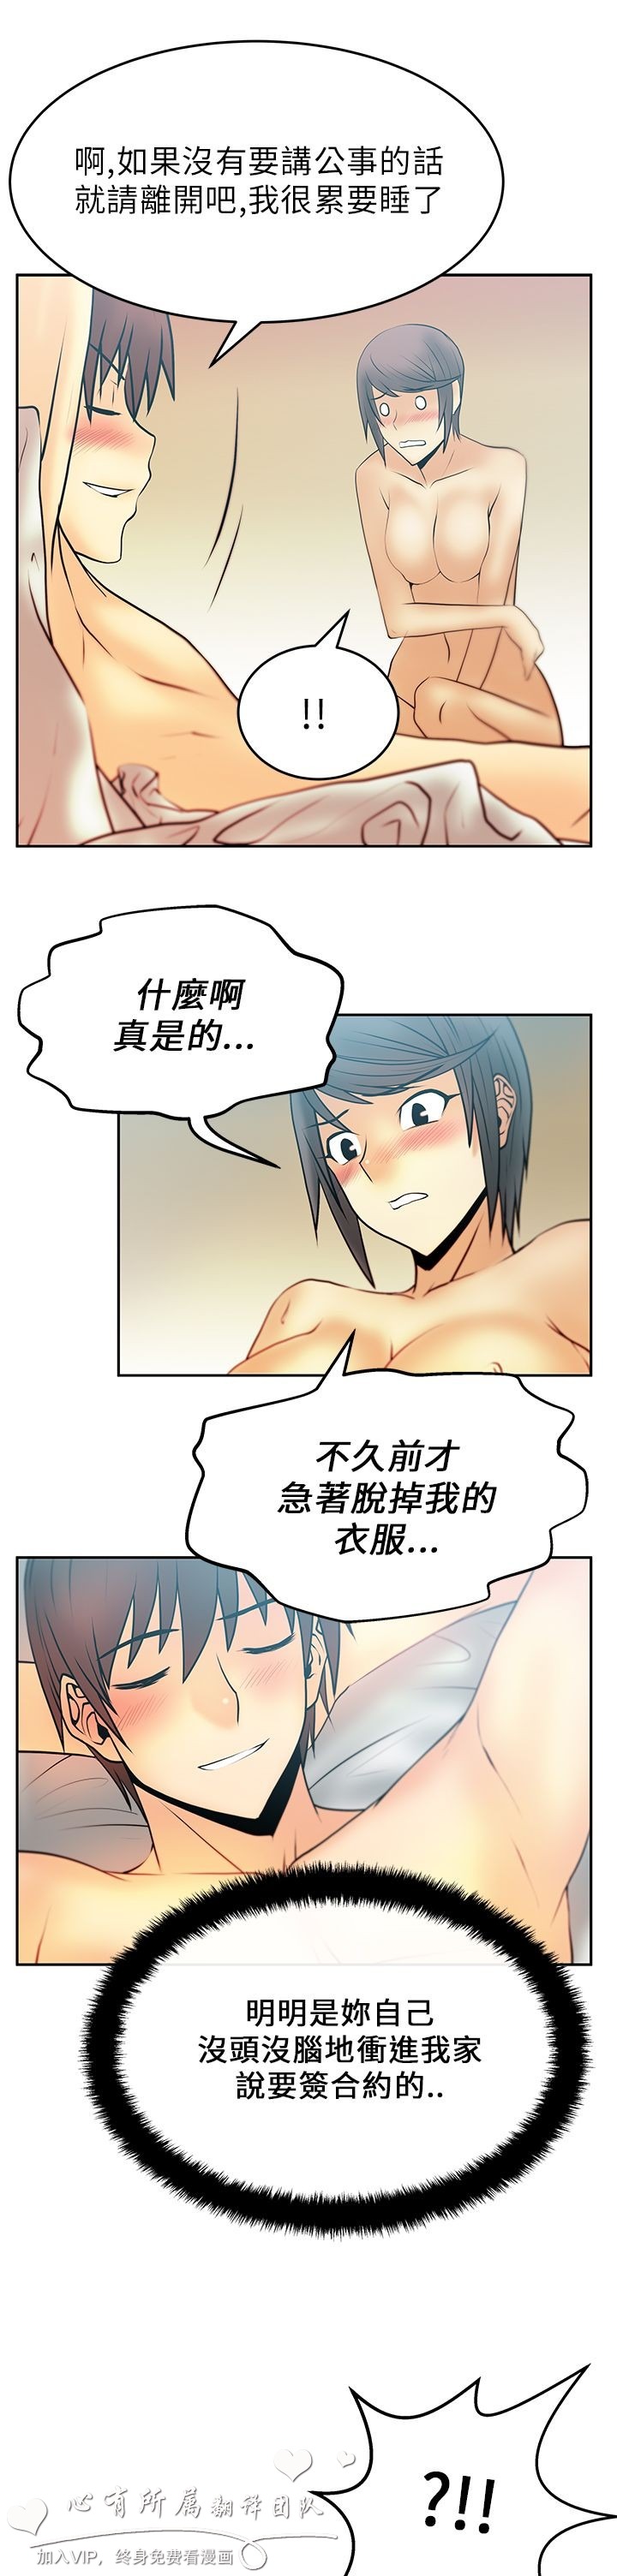 啊,如果沒有要講公事的話
就請離開吧,我很累要睡了
!!
什麼啊
真是的...
不久前才
急著脫掉我的
衣服...
明明是妳自己
沒頭沒腦地衝進我家
說要簽合約的..
?!!
心有所属翻译团队
加入VIP，终身免费看漫画